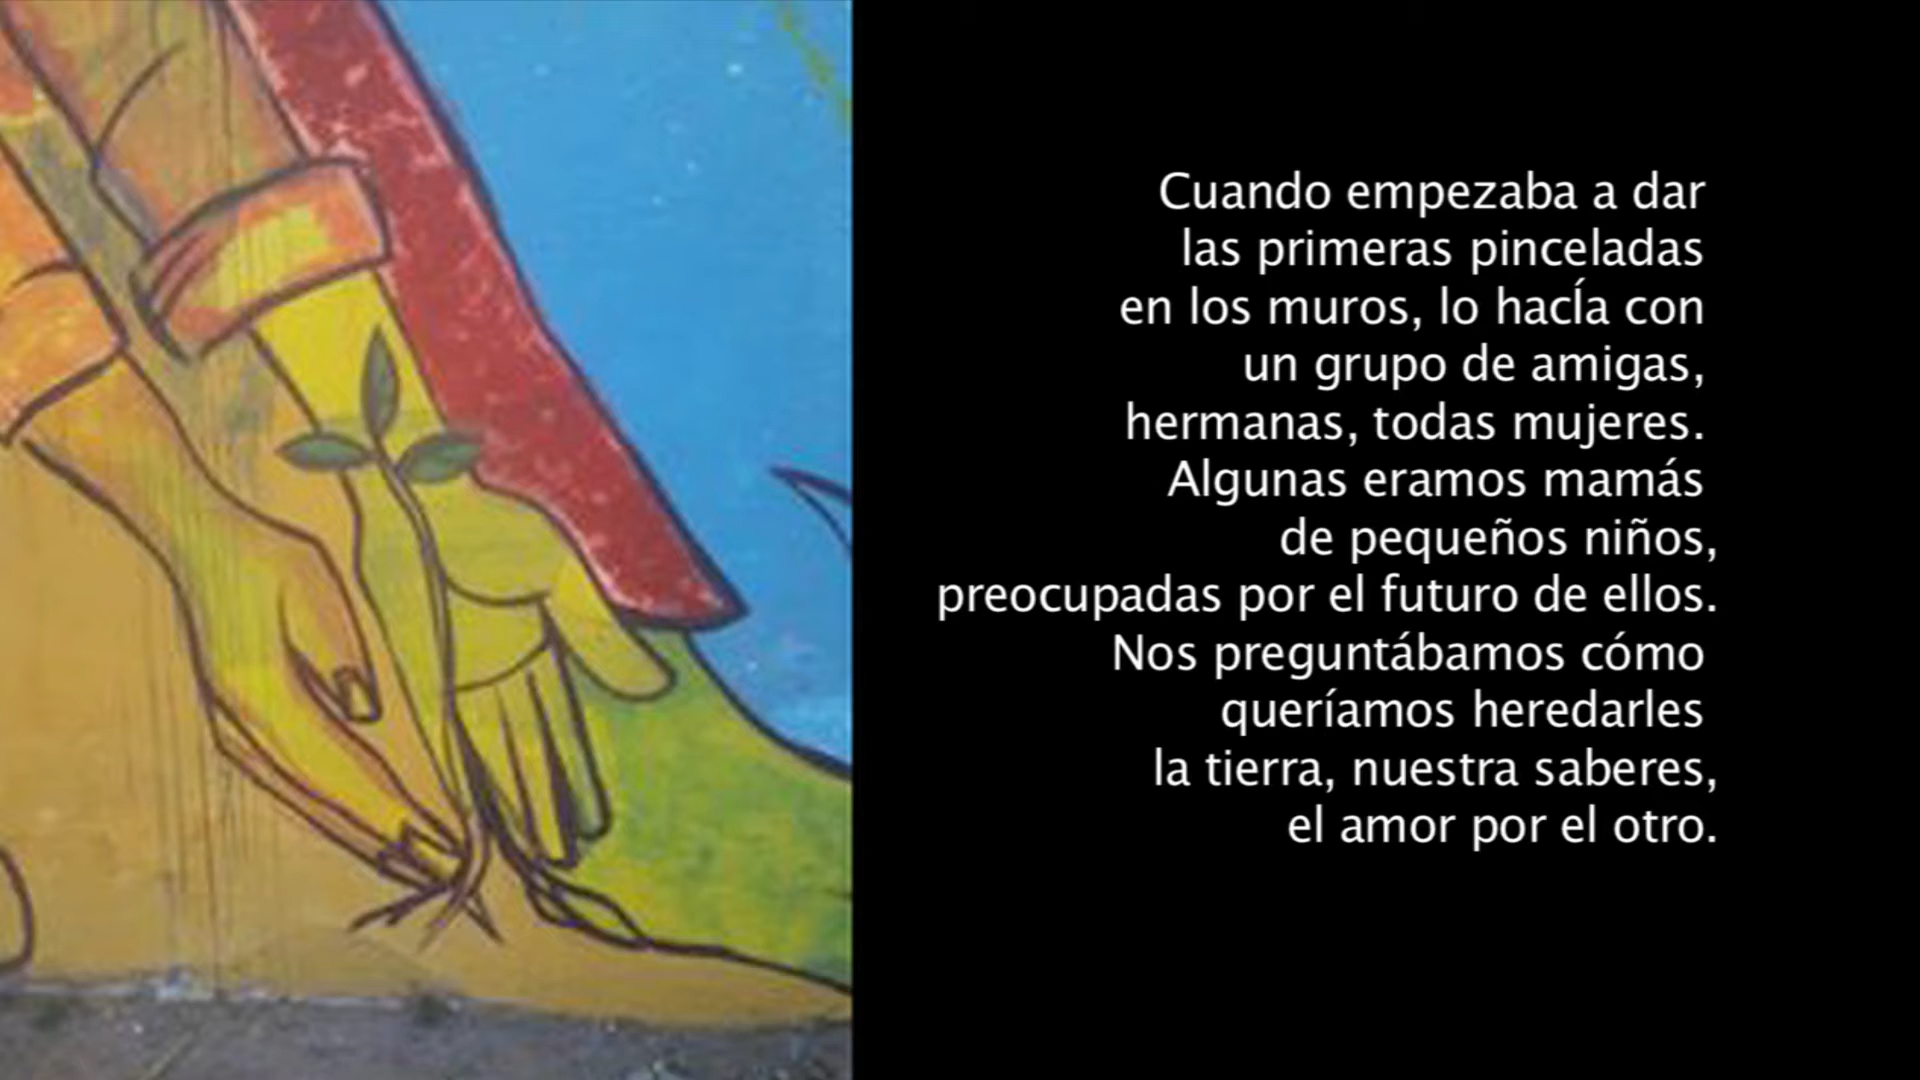 Cuando empezaba a dar
las primeras pinceladas
en los muros, lo hacÍa con
un grupo de amigas,
hermanas, todas mujeres.
Algunas eramos mamás
de pequeños niños,
preocupadas por el futuro de ellos.
Nos preguntábamos cómo
queríamos heredarles
la tierra, nuestra saberes,
el amor por el otro.